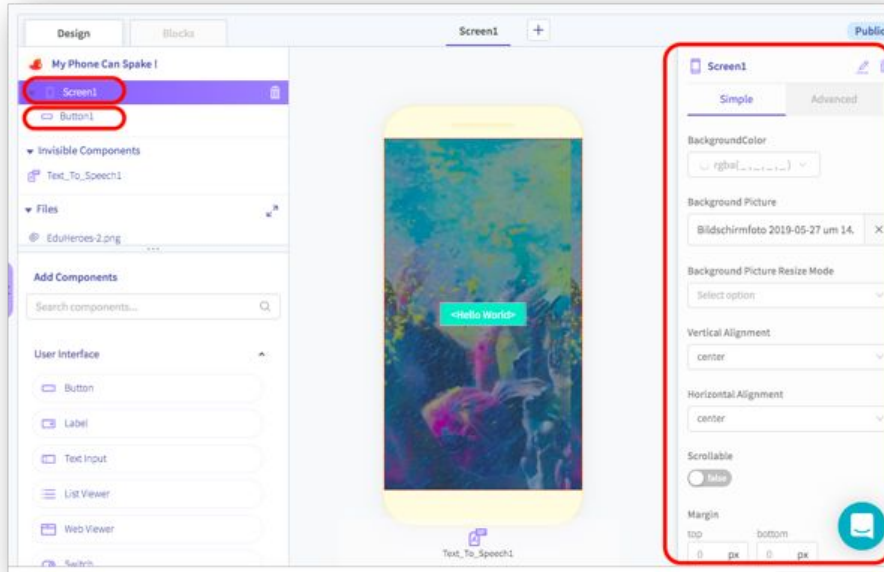 Design
Blocks
Screen1
+
Public
My Phone Can Spake !
Screen1
Button1
Invisible Components
Text_To_Speech1
Files
EduHeroes-2.png
Add Components
Search components...
User Interface
Button
Label
Text Input
List Viewer
Web Viewer
Switch
<Hello World>
Text_To_Speech1
Screen1
Simple
Advanced
BackgroundColor
rgba(_,_,_,_)
Background Picture
Bildschirmfoto 2019-05-27 um 14.
Background Picture Resize Mode
Select option
Vertical Alignment
center
Horizontal Alignment
center
Scrollable
false
Margin
top bottom
0 px 0 px